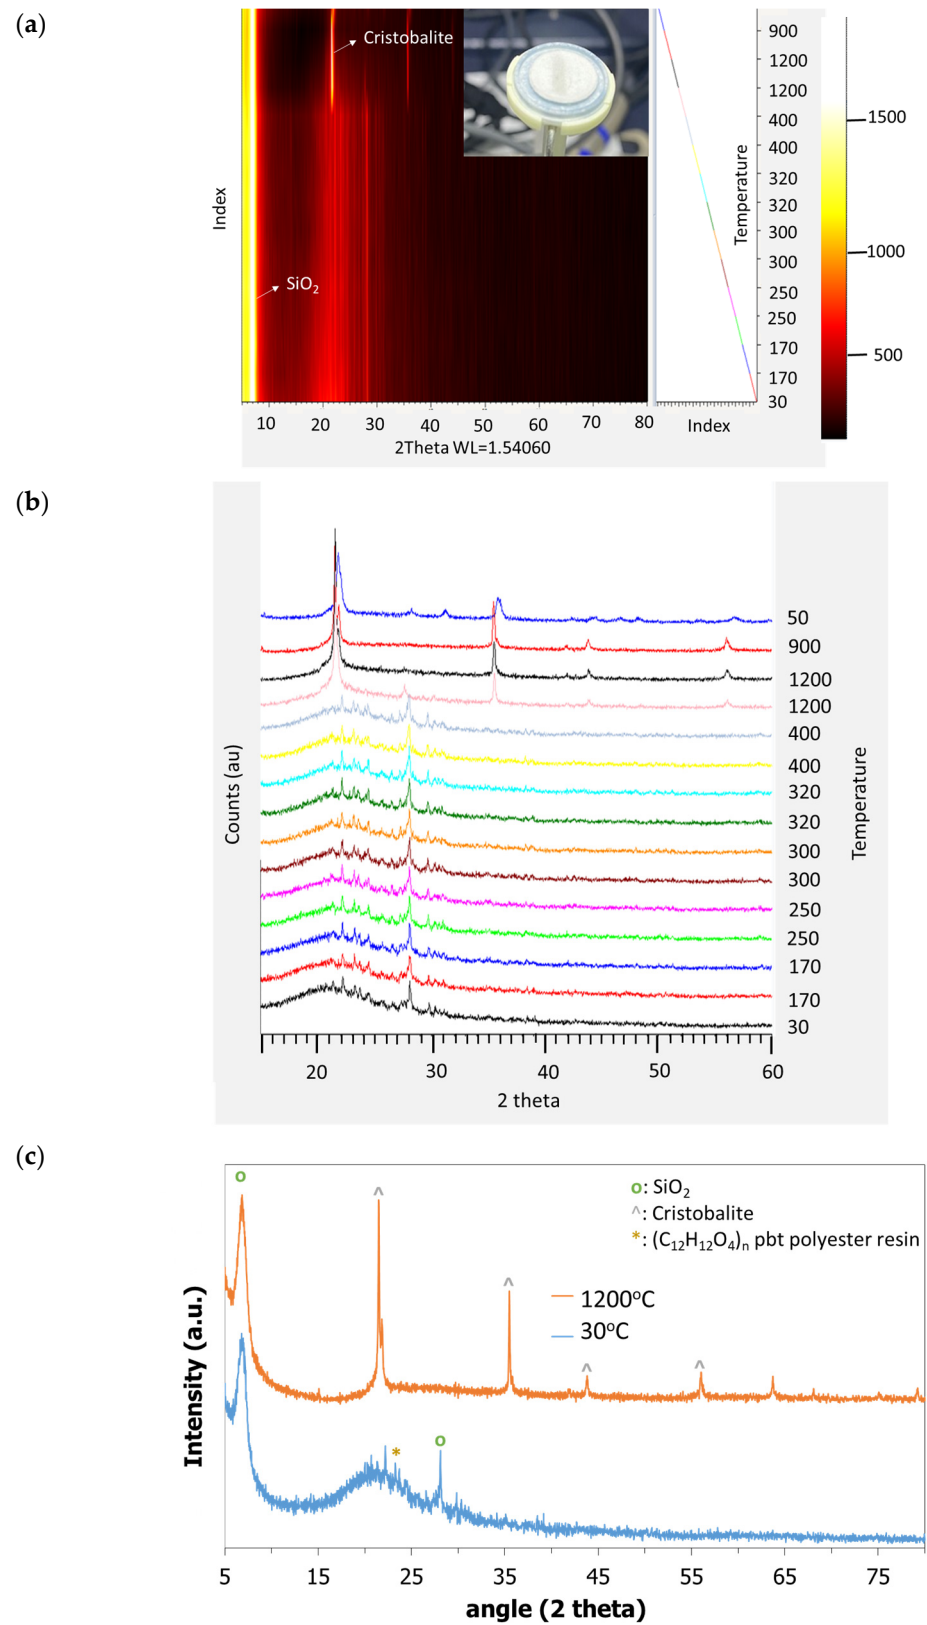 (a)
Cristobalite
SiO2
Index
10 20 30 40 50 60 70 80
2Theta WL=1.54060
Index
Temperature
900
1200
1200
400
400
320
320
300
300
250
250
170
170
30
1500
1000
500
(b)
Counts (au)
50
900
1200
1200
400
400
320
320
300
300
250
250
170
170
30
Temperature
20 30 40 50 60
2 theta
(c)
o
^
o: SiO2
^: Cristobalite
*: (C12H12O4)n pbt polyester resin
^
1200oC
30oC
^ ^
* o
Intensity (a.u.)
5 15 25 35 45 55 65 75
angle (2 theta)